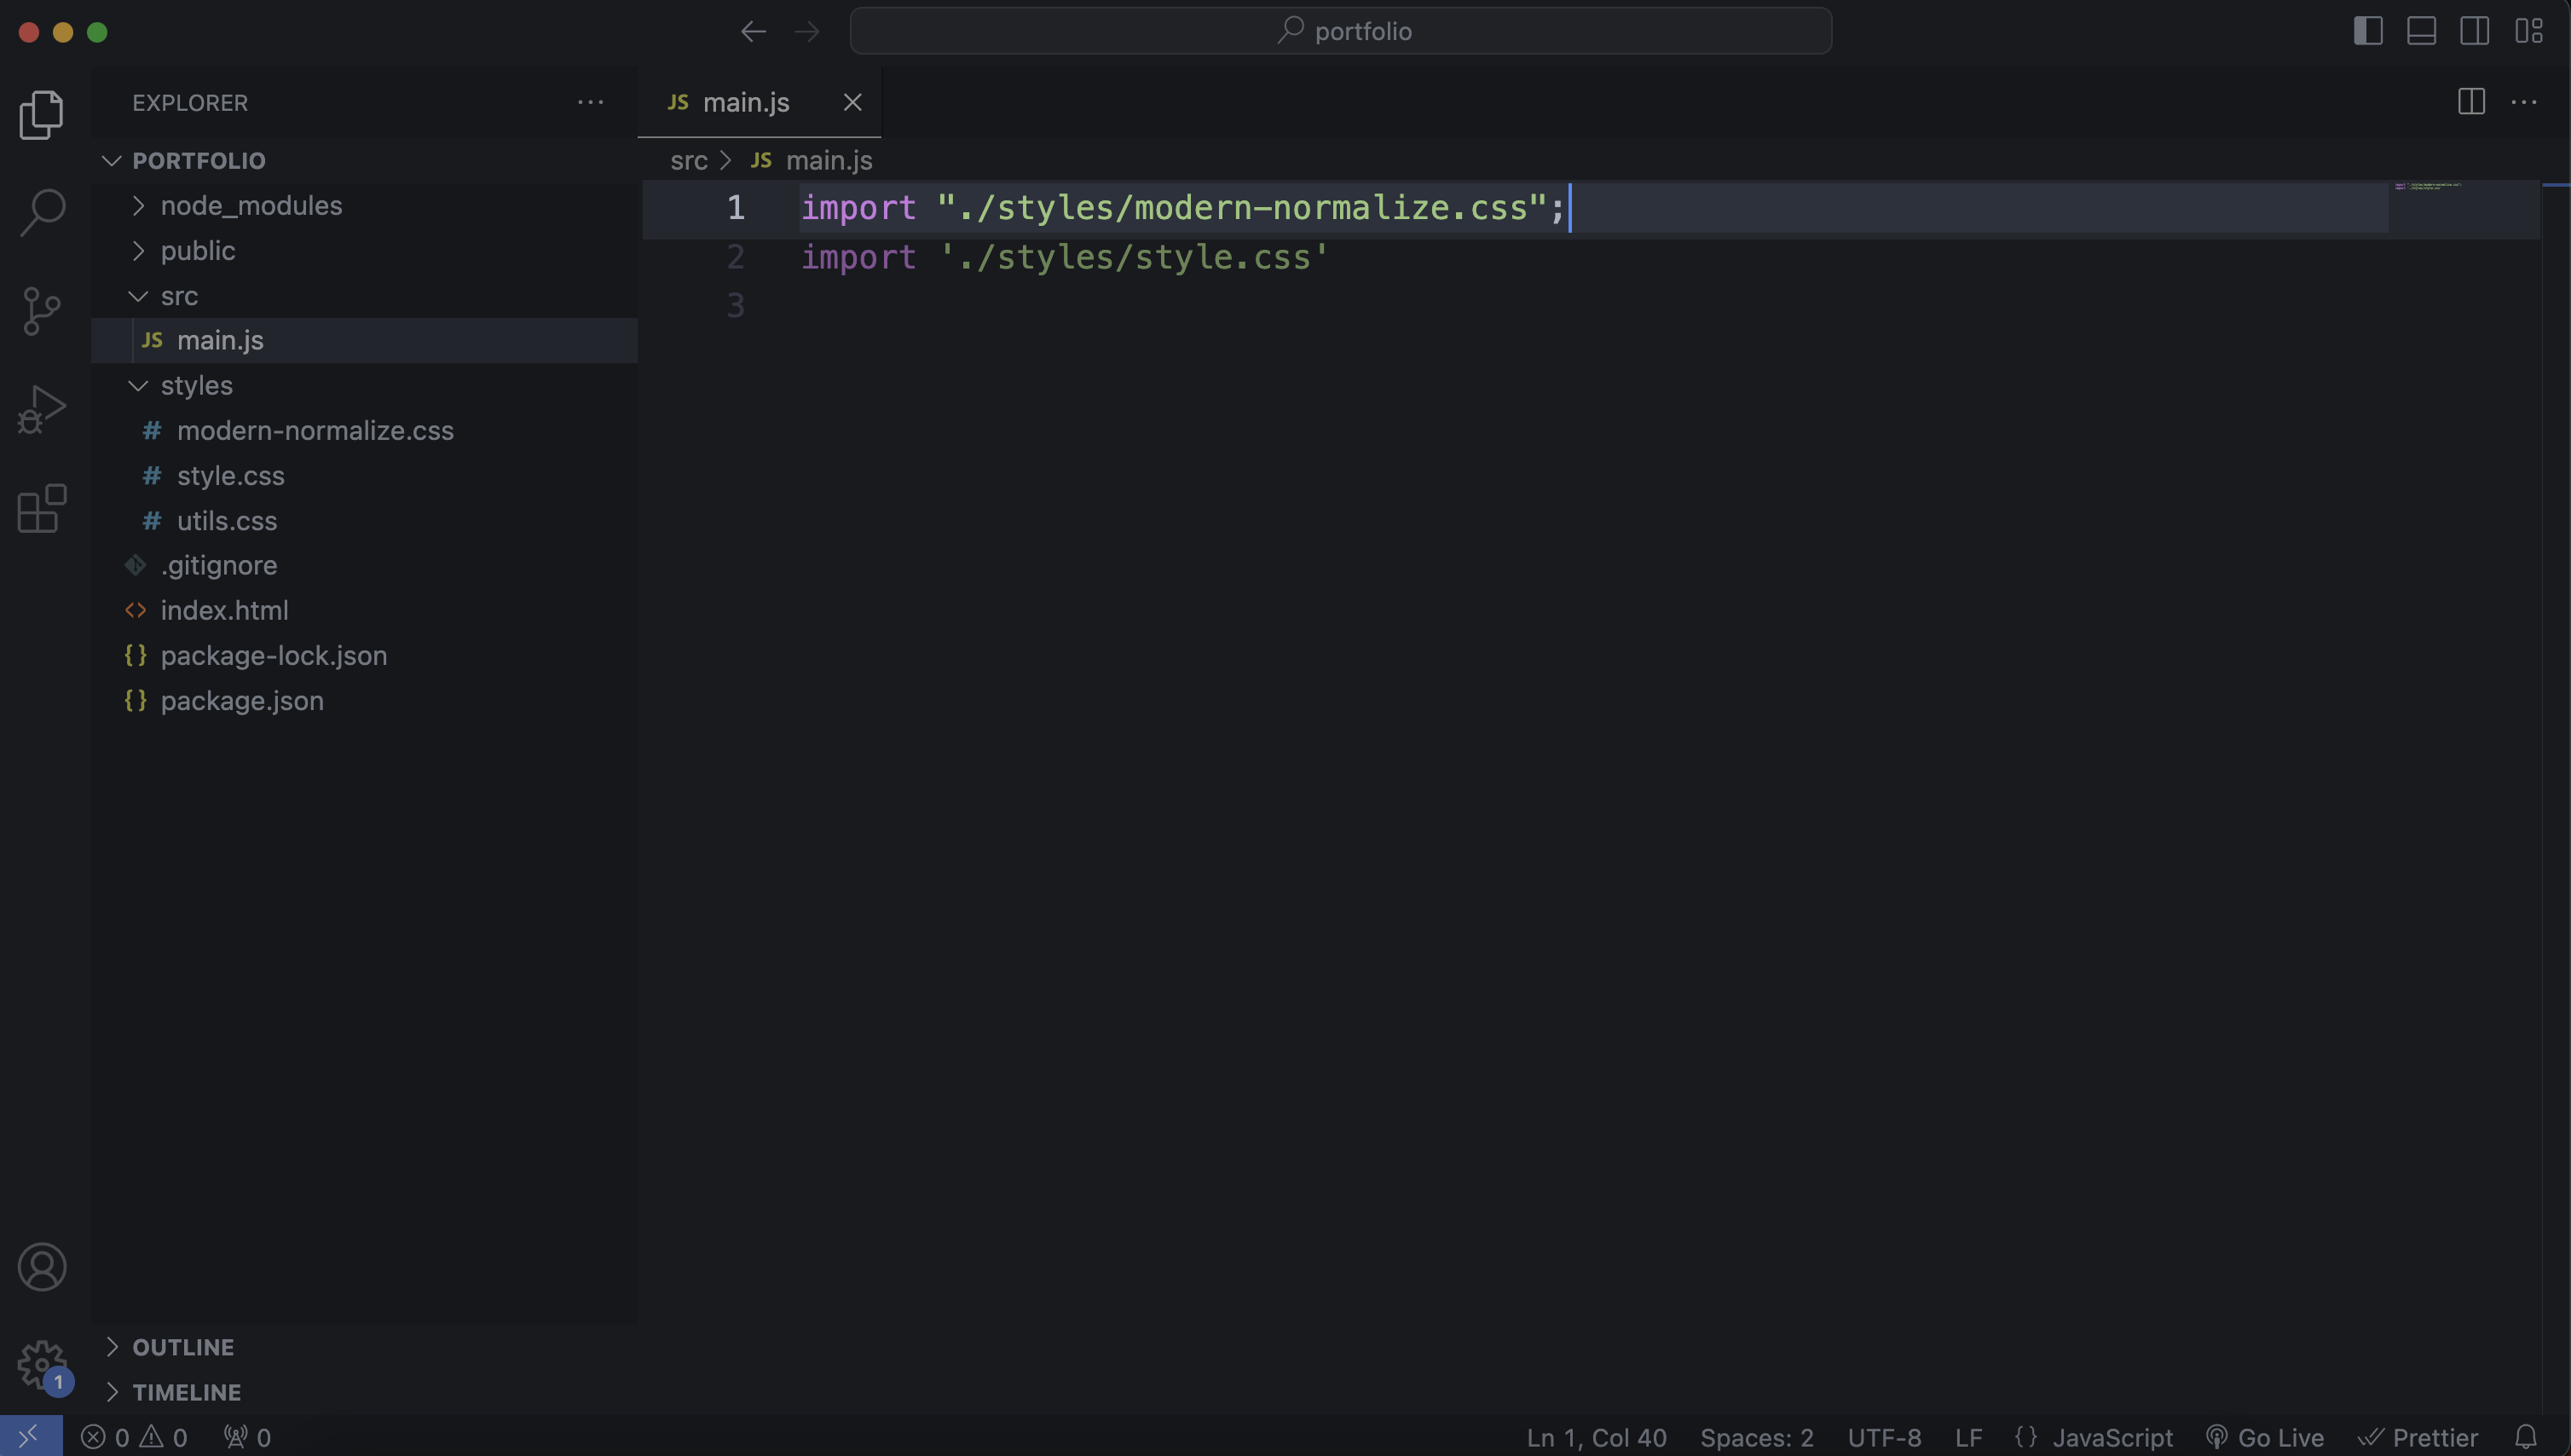 portfolio
EXPLORER
PORTFOLIO
node_modules
public
src
JS main.js
styles
# modern-normalize.css
# style.css
# utils.css
.gitignore
<> index.html
{} package-lock.json
{} package.json
OUTLINE
TIMELINE
JS main.js
src > JS main.js
1 import "./styles/modern-normalize.css";
2 import './styles/style.css'
3
1
0 0 0
Ln 1, Col 40 Spaces: 2 UTF-8 LF {} JavaScript Go Live Prettier